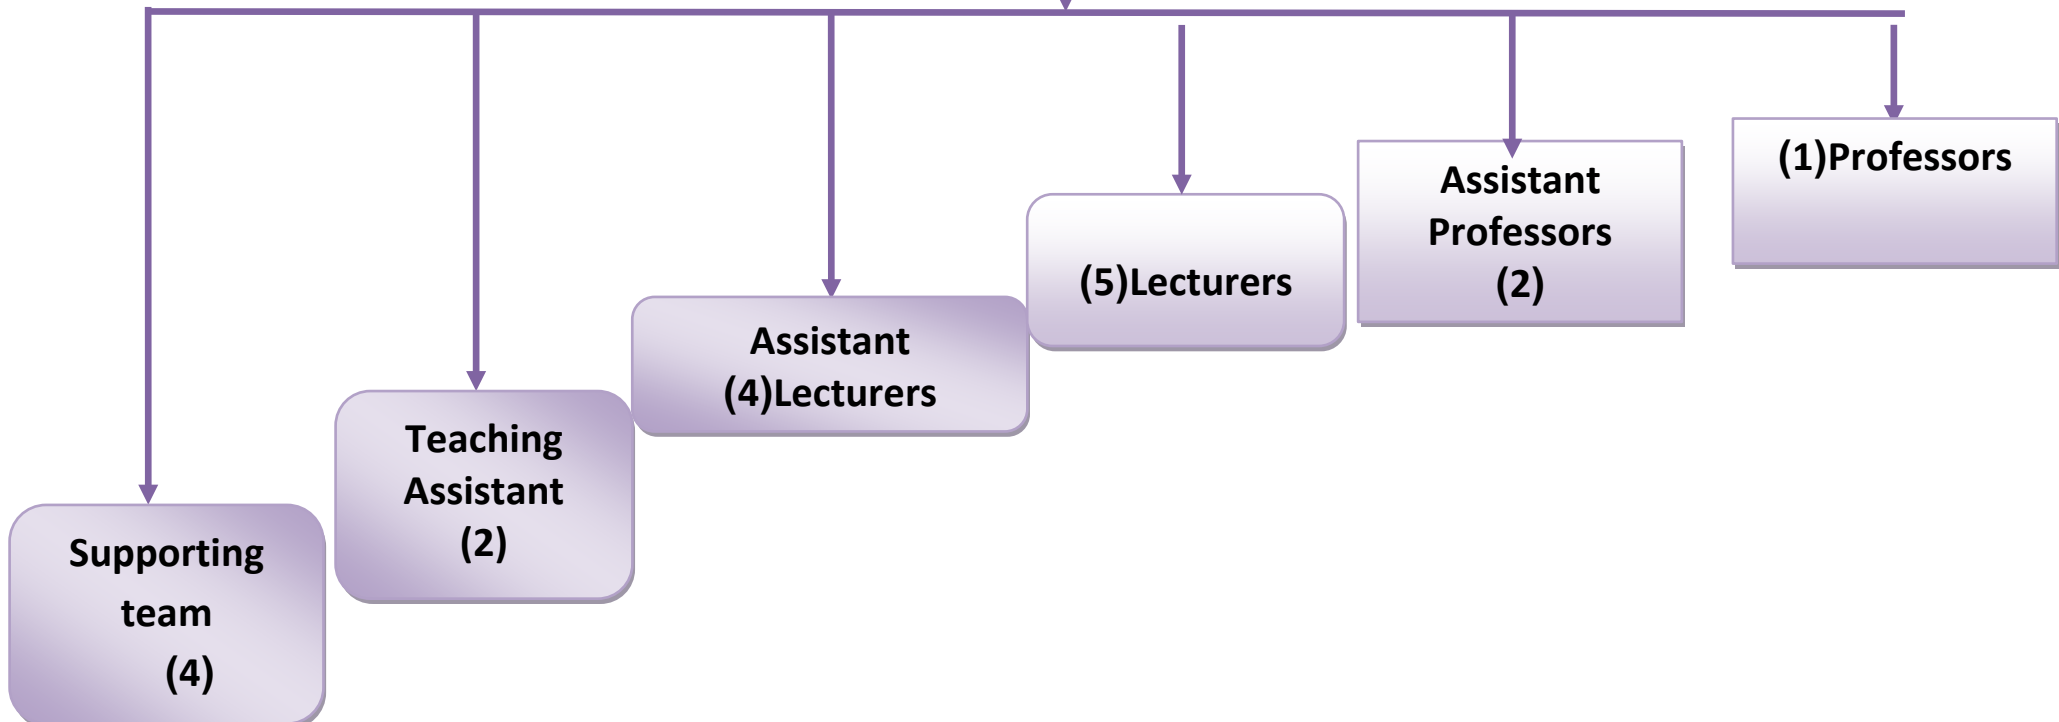 (1)Professors
Assistant
Professors
(2)
(5)Lecturers
Assistant
(4)Lecturers
Teaching
Assistant
(2)
Supporting
team
(4)